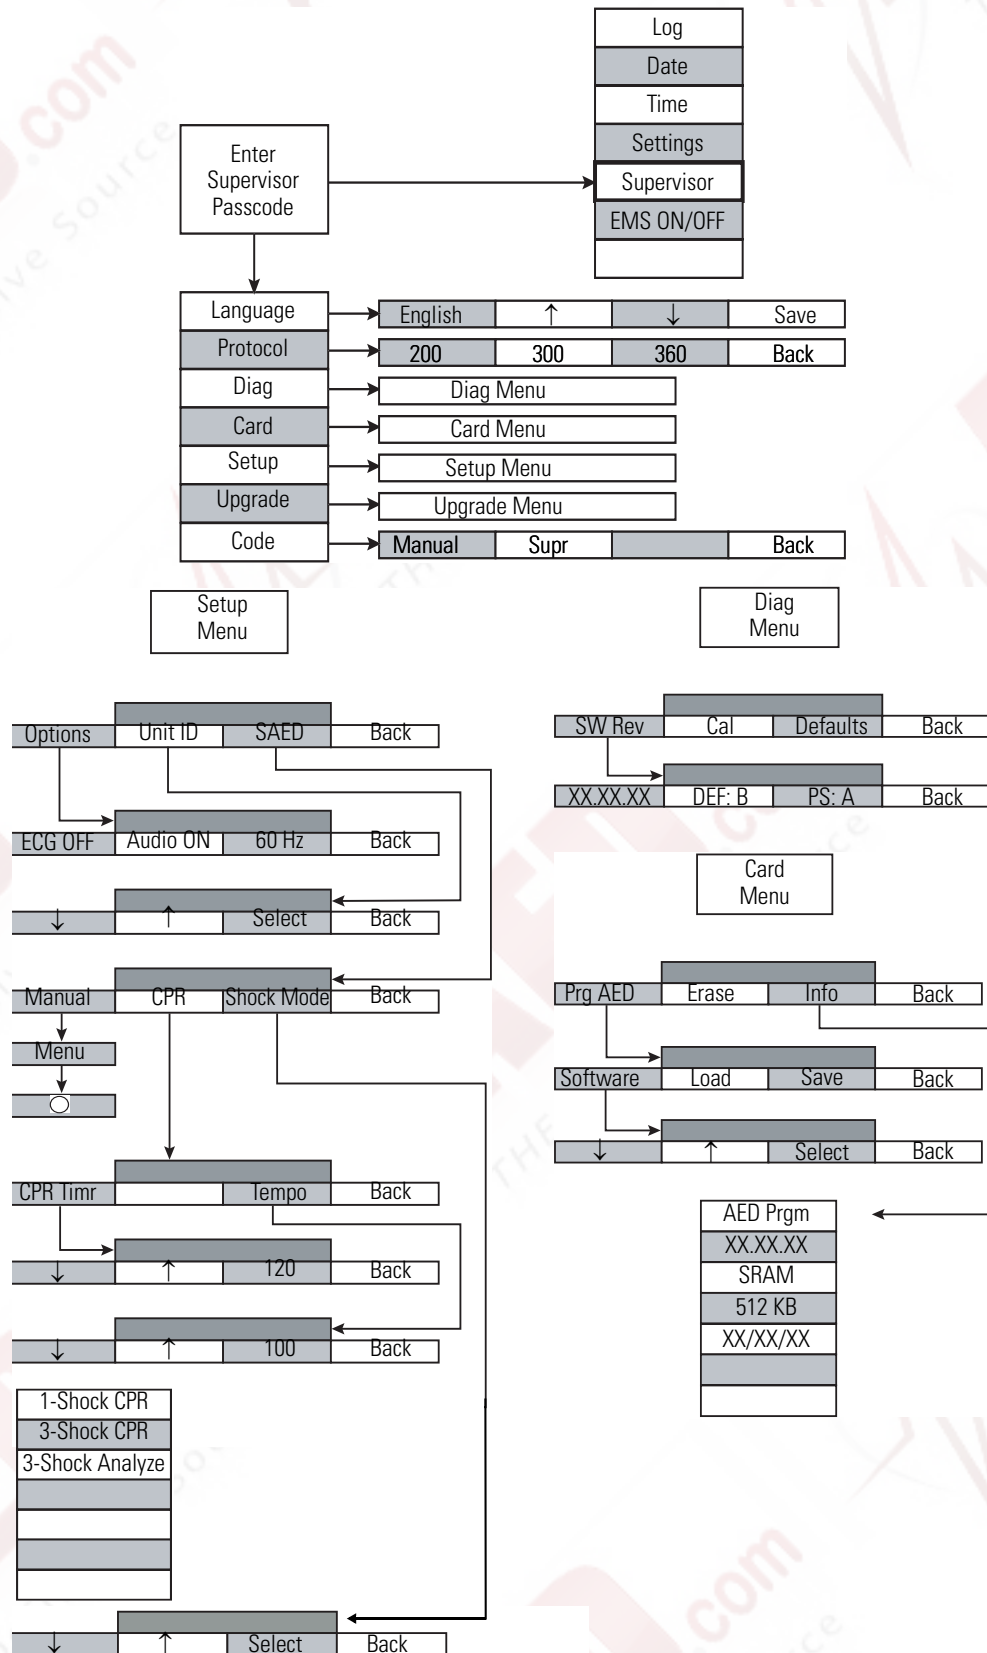 Log
Date
Time
Settings
Supervisor
EMS ON/OFF
Enter
Supervisor
Passcode
Language
English ↑ ↓ Save
Protocol
200 300 360 Back
Diag
Diag Menu
Card
Card Menu
Setup
Setup Menu
Upgrade
Upgrade Menu
Code
Manual Supr Back
Setup
Menu
Options Unit ID SAED Back
ECG OFF Audio ON 60 Hz Back
↓ ↑ Select Back
Manual CPR Shock Mode Back
Menu
CPR Timr Tempo Back
↓ ↑ 120 Back
↓ ↑ 100 Back
1-Shock CPR
3-Shock CPR
3-Shock Analyze
↓ ↑ Select Back
Diag
Menu
SW Rev Cal Defaults Back
XX.XX.XX DEF: B PS: A Back
Card
Menu
Prg AED Erase Info Back
Software Load Save Back
↓ ↑ Select Back
AED Prgm
XX.XX.XX
SRAM
512 KB
XX/XX/XX